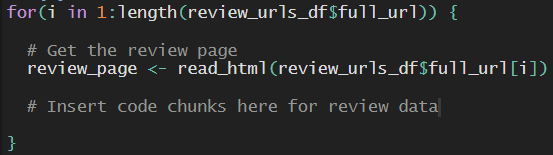 for(i in 1:length(review_urls_df$full_url)) {
# Get the review page
review_page <- read_html(review_urls_df$full_url[i])
# Insert code chunks here for review data
}